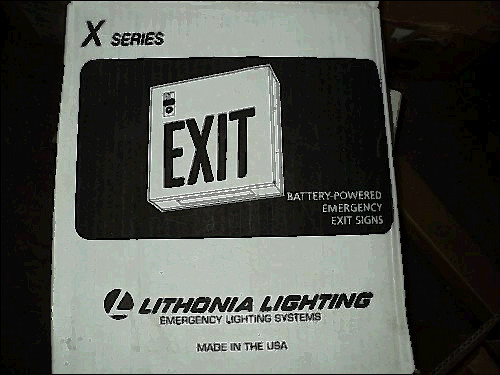 X SERIES
EXIT
BATTERY-POWERED
EMERGENCY
EXIT SIGNS
LITHONIA LIGHTING
EMERGENCY LIGHTING SYSTEMS
MADE IN THE USA